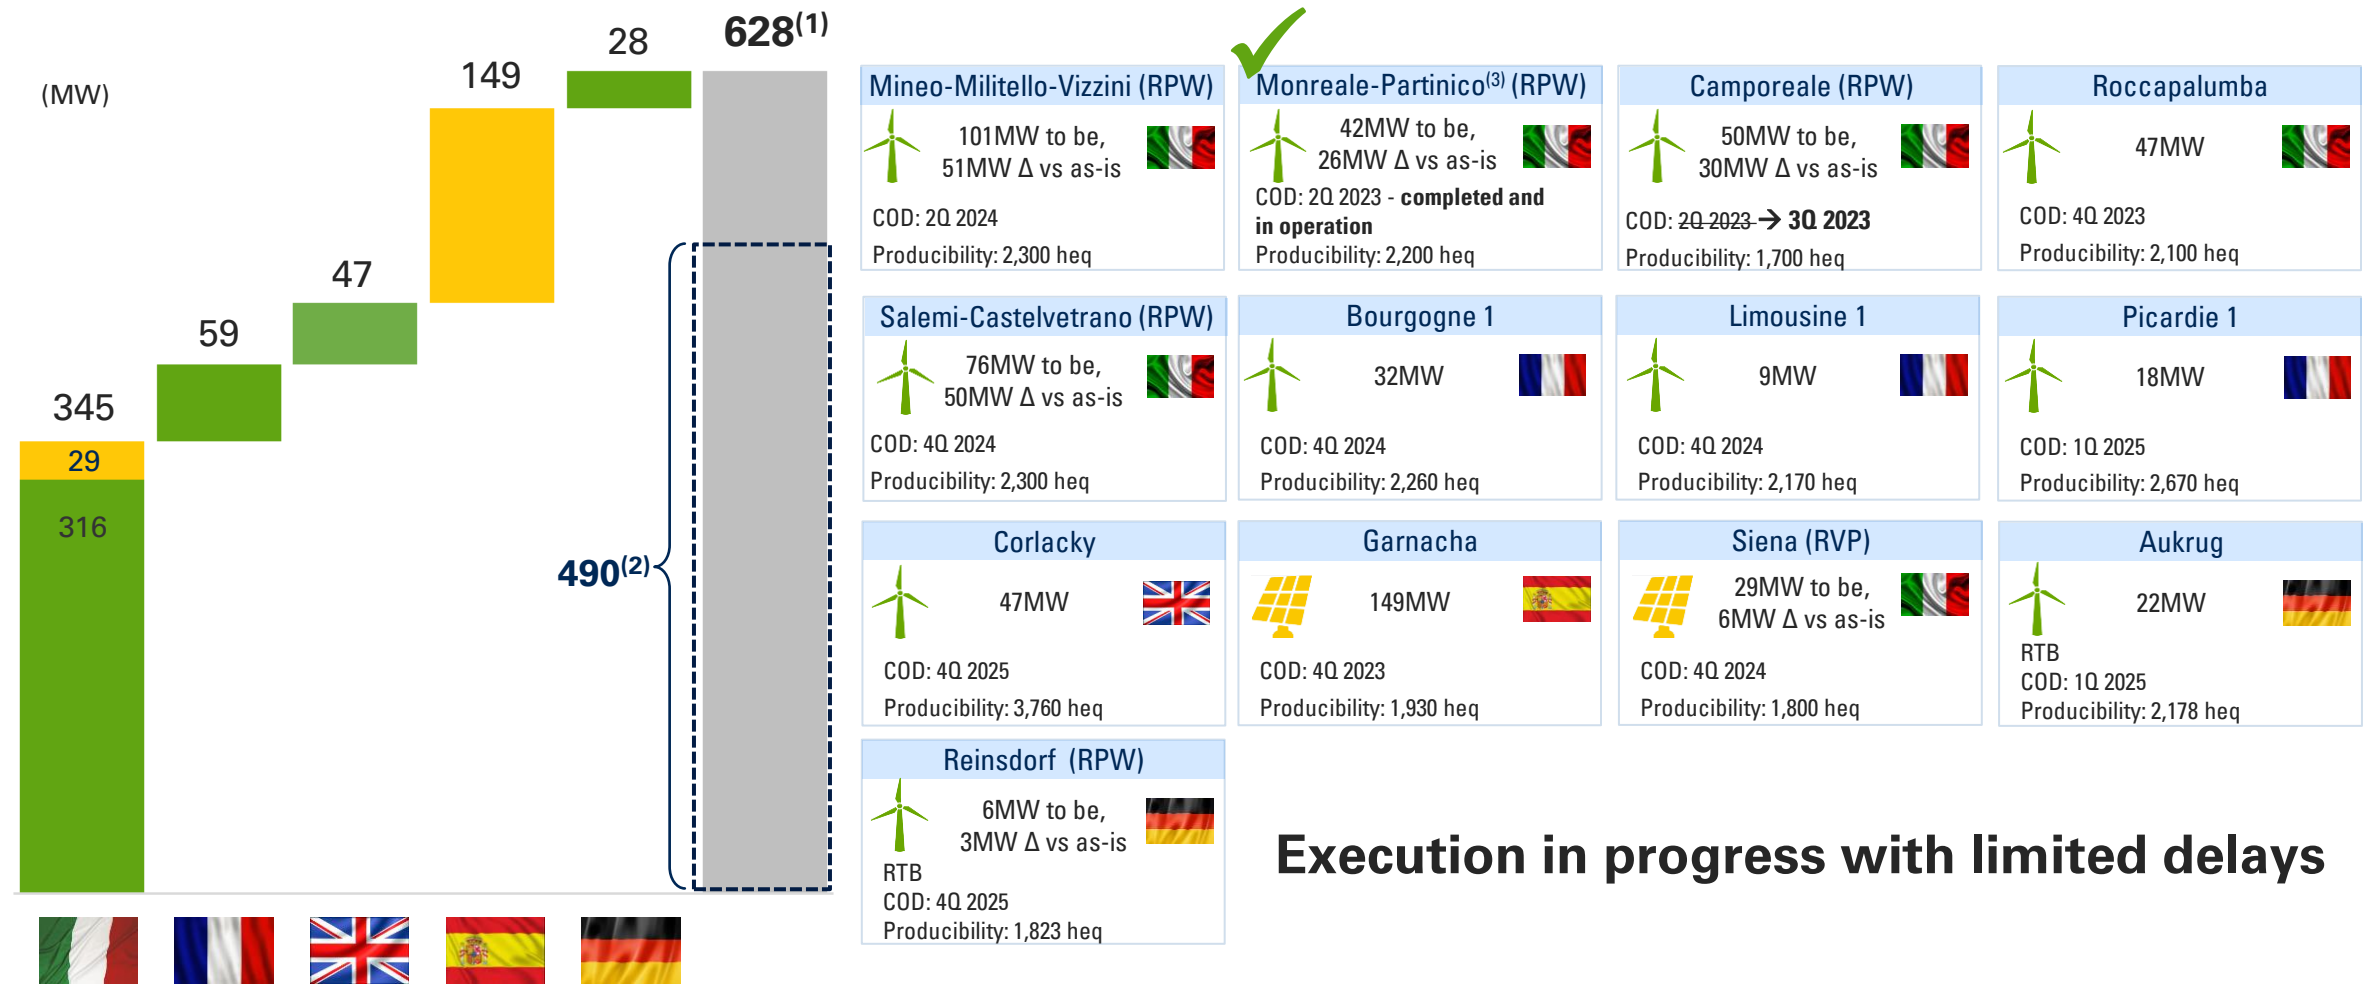 (MW)
345
29
316
59
47
149
28
628(1)
490(2)
Mineo-Militello-Vizzini (RPW)
101MW to be,
51MW Δ vs as-is
COD: 2Q 2024
Producibility: 2,300 heq
Monreale-Partinico(3) (RPW)
42MW to be,
26MW Δ vs as-is
COD: 2Q 2023 - completed and
in operation
Producibility: 2,200 heq
Camporeale (RPW)
50MW to be,
30MW Δ vs as-is
COD: 2Q 2023 → 3Q 2023
Producibility: 1,700 heq
Roccapalumba
47MW
COD: 4Q 2023
Producibility: 2,100 heq
Salemi-Castelvetrano (RPW)
76MW to be,
50MW Δ vs as-is
COD: 4Q 2024
Producibility: 2,300 heq
Bourgogne 1
32MW
COD: 4Q 2024
Producibility: 2,260 heq
Limousine 1
9MW
COD: 4Q 2024
Producibility: 2,170 heq
Picardie 1
18MW
COD: 1Q 2025
Producibility: 2,670 heq
Corlacky
47MW
COD: 4Q 2025
Producibility: 3,760 heq
Garnacha
149MW
COD: 4Q 2023
Producibility: 1,930 heq
Siena (RVP)
29MW to be,
6MW Δ vs as-is
COD: 4Q 2024
Producibility: 1,800 heq
Aukrug
22MW
RTB
COD: 1Q 2025
Producibility: 2,178 heq
Reinsdorf (RPW)
6MW to be,
3MW Δ vs as-is
RTB
COD: 4Q 2025
Producibility: 1,823 heq
Execution in progress with limited delays